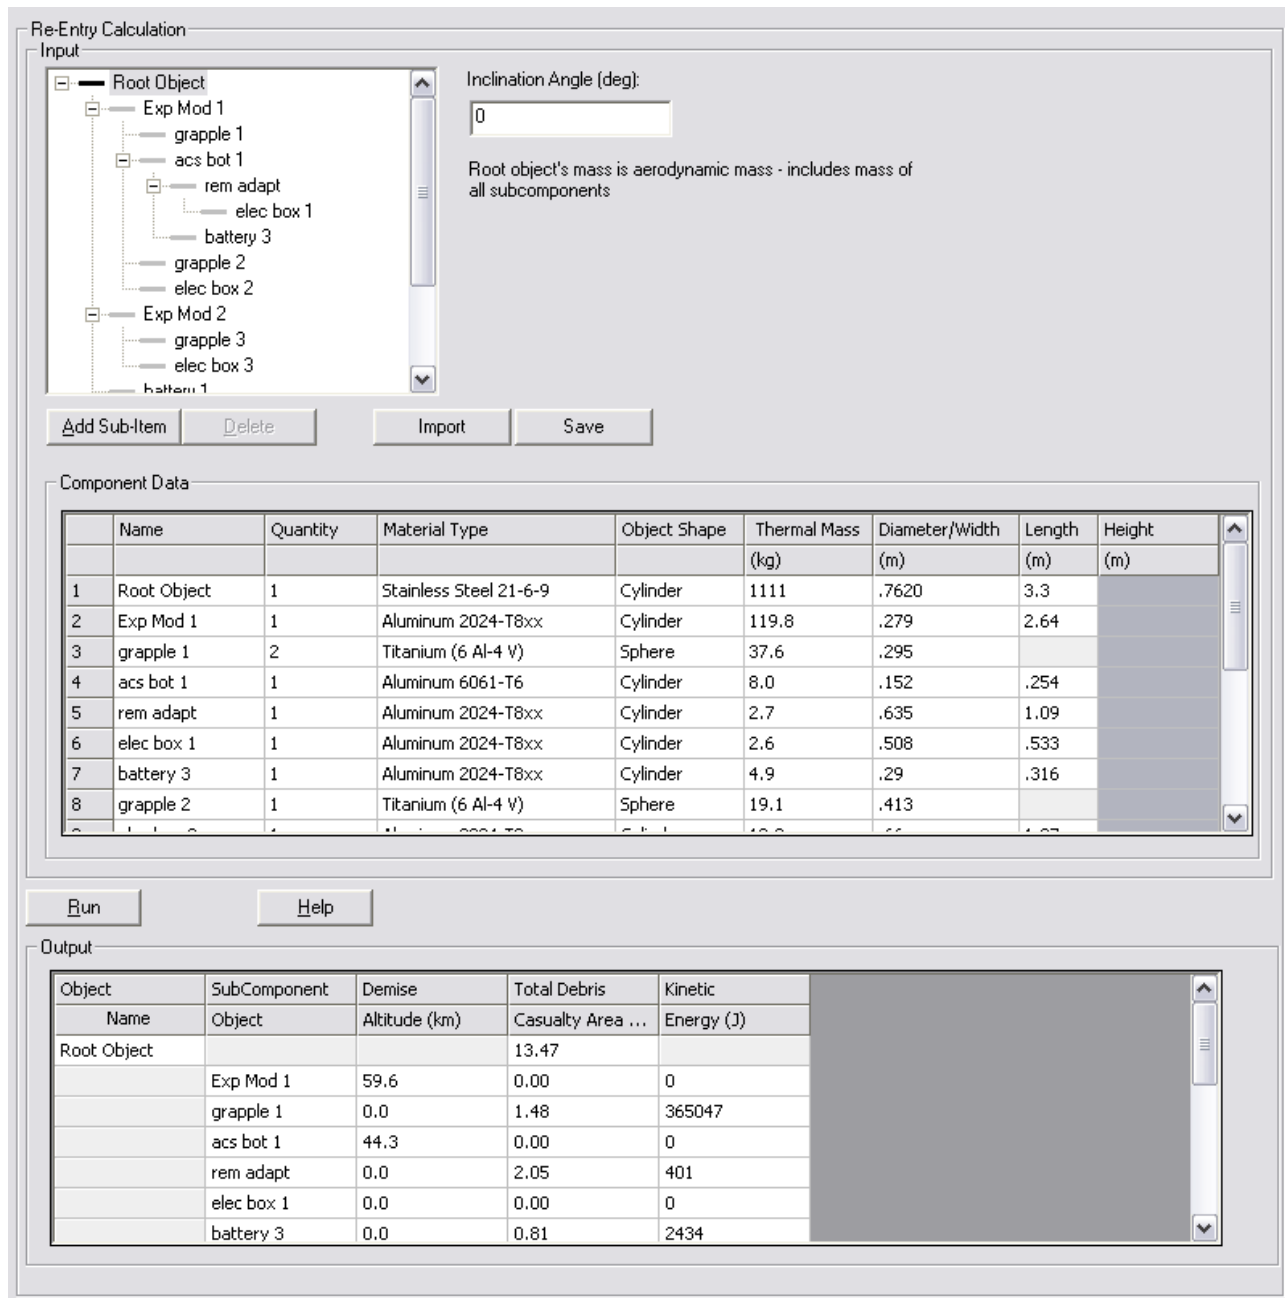 Re-Entry Calculation
Input
Root Object
Exp Mod 1
grapple 1
acs bot 1
rem adapt
elec box 1
battery 3
grapple 2
elec box 2
Exp Mod 2
grapple 3
elec box 3
battery 1
Inclination Angle (deg):
0
Root object's mass is aerodynamic mass - includes mass of
all subcomponents
Add Sub-Item Delete Import Save
Component Data
Name Quantity Material Type Object Shape Thermal Mass Diameter/Width Length Height
(kg) (m) (m) (m)
1 Root Object 1 Stainless Steel 21-6-9 Cylinder 1111 .7620 3.3
2 Exp Mod 1 1 Aluminum 2024-T8xx Cylinder 119.8 .279 2.64
3 grapple 1 2 Titanium (6 Al-4 V) Sphere 37.6 .295
4 acs bot 1 1 Aluminum 6061-T6 Cylinder 8.0 .152 .254
5 rem adapt 1 Aluminum 2024-T8xx Cylinder 2.7 .635 1.09
6 elec box 1 1 Aluminum 2024-T8xx Cylinder 2.6 .508 .533
7 battery 3 1 Aluminum 2024-T8xx Cylinder 4.9 .29 .316
8 grapple 2 1 Titanium (6 Al-4 V) Sphere 19.1 .413
Run Help
Output
Object SubComponent Demise Total Debris Kinetic
Name Object Altitude (km) Casualty Area ... Energy (J)
Root Object 13.47
Exp Mod 1 59.6 0.00 0
grapple 1 0.0 1.48 365047
acs bot 1 44.3 0.00 0
rem adapt 0.0 2.05 401
elec box 1 0.0 0.00 0
battery 3 0.0 0.81 2434